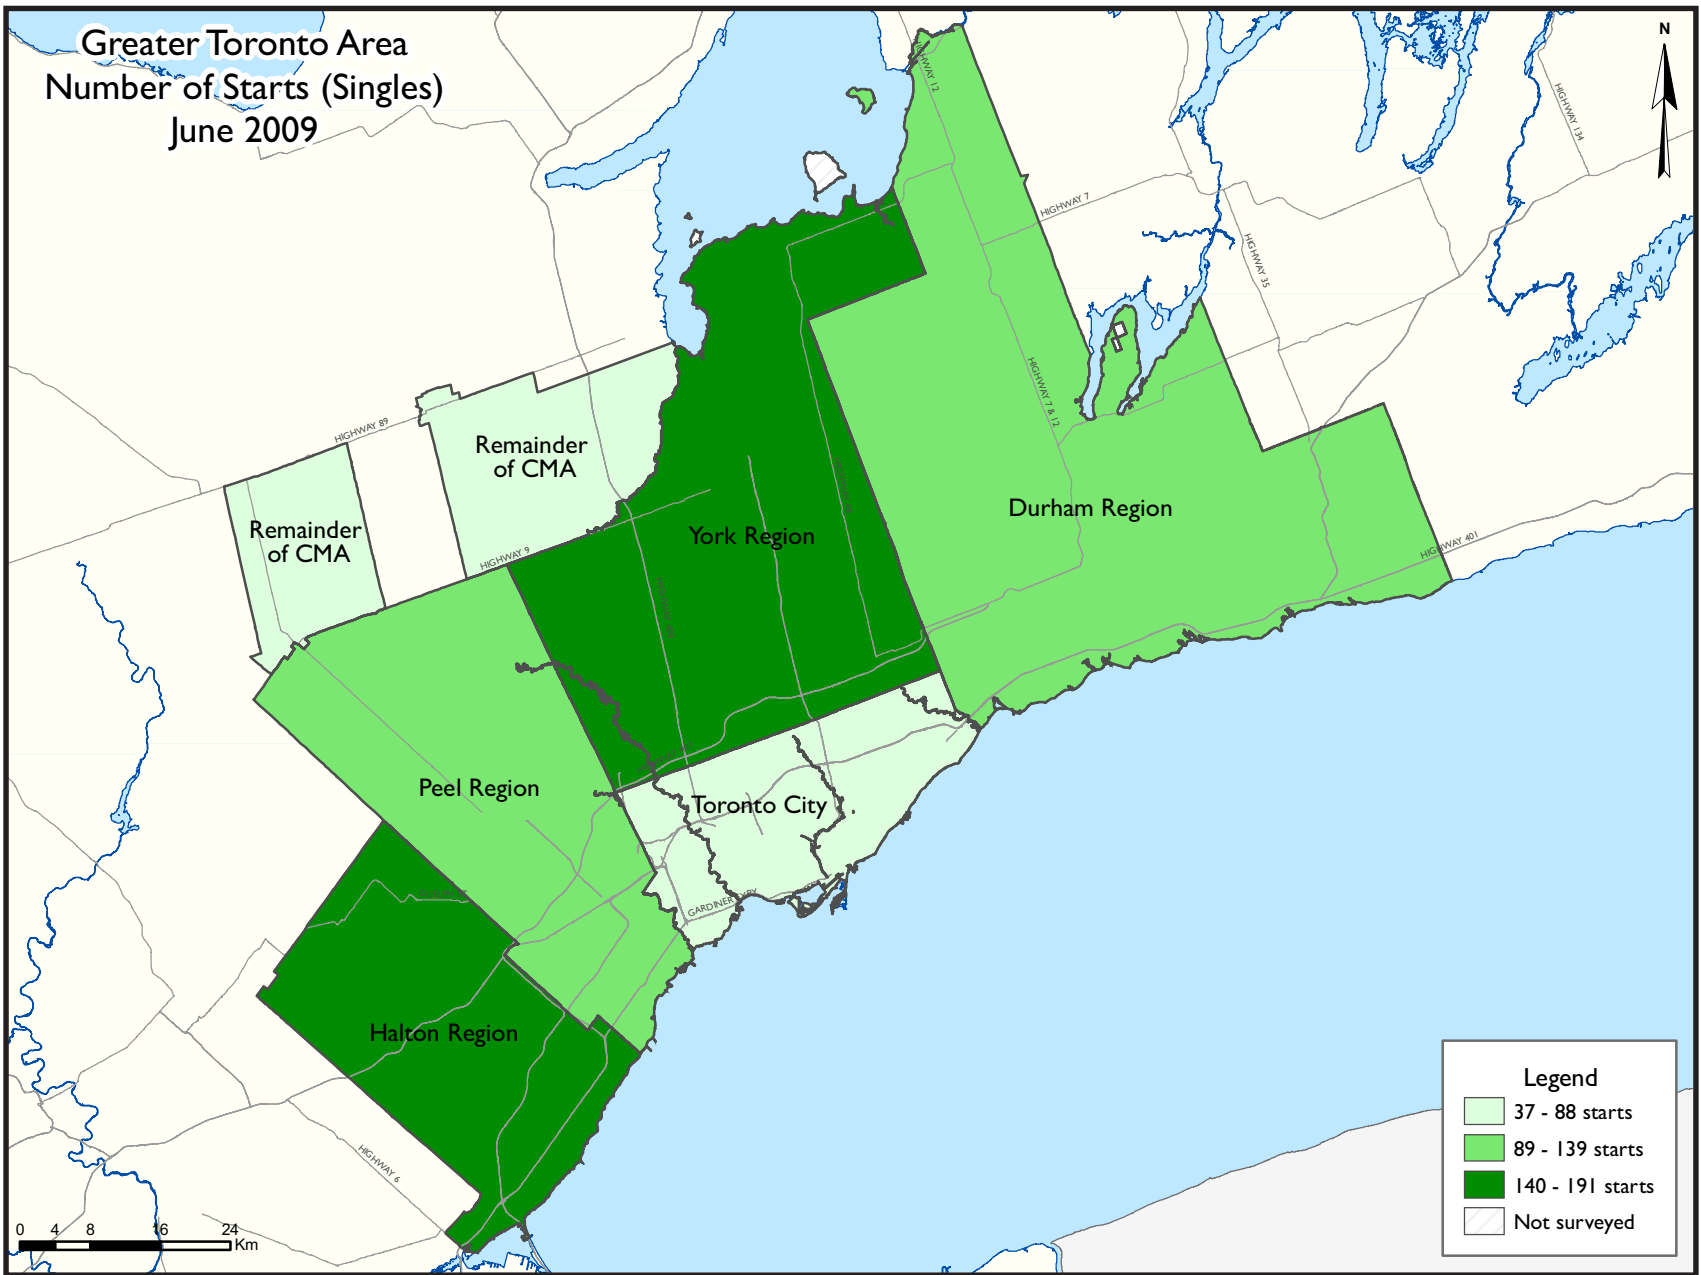 Greater Toronto Area
Number of Starts (Singles)
June 2009
N
HIGHWAY 12
HIGHWAY 134
HIGHWAY 7
HIGHWAY 35
HIGHWAY 7 & 12
HIGHWAY 89
Remainder
of CMA
Remainder
of CMA
HIGHWAY 9
York Region
Durham Region
HIGHWAY 401
Peel Region
Toronto City
GARDINER EXPY
Halton Region
HIGHWAY 6
Legend
37 - 88 starts
89 - 139 starts
140 - 191 starts
Not surveyed
0 4 8 16 24
Km